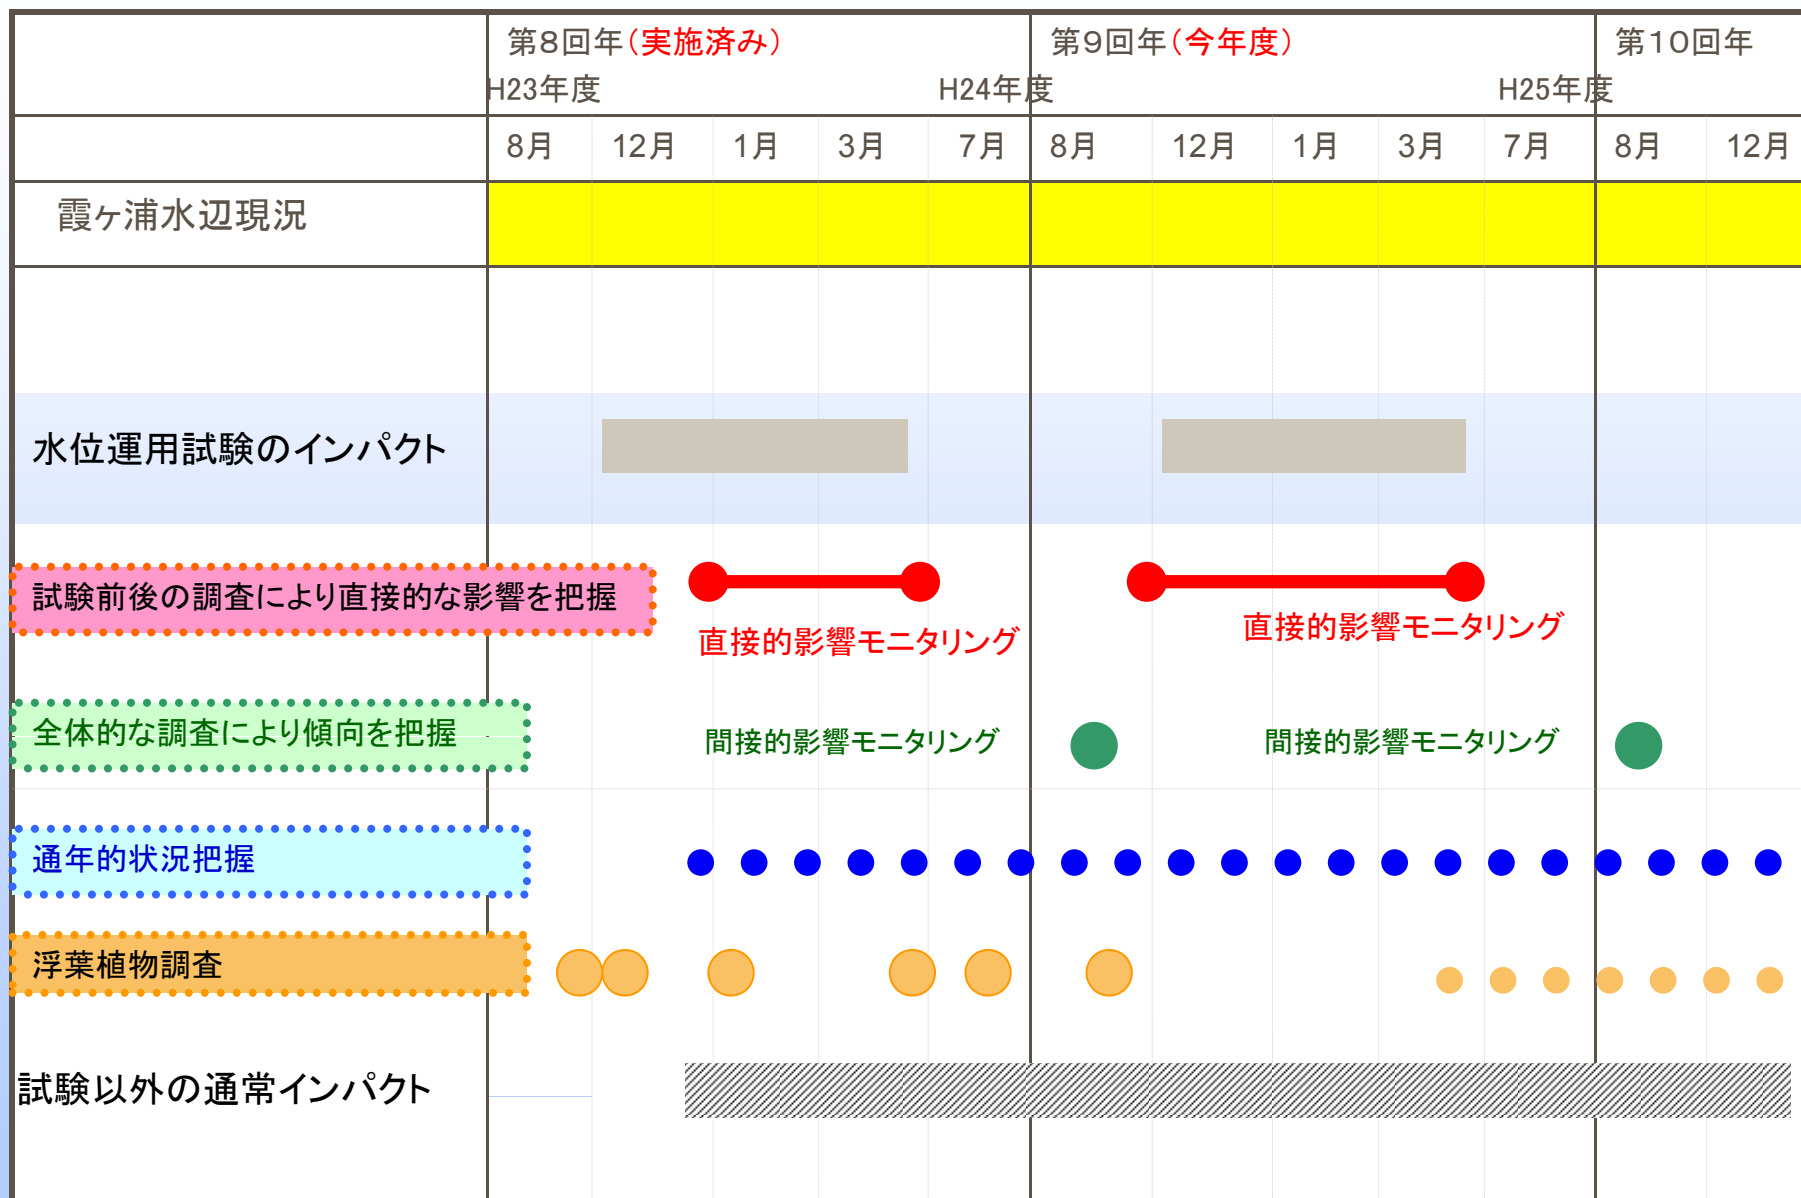 第8回年(実施済み)
第9回年(今年度)
第10回年
H23年度
H24年度
H25年度
8月 12月 1月 3月 7月 8月 12月 1月 3月 7月 8月 12月
霞ヶ浦水辺現況
水位運用試験のインパクト
試験前後の調査により直接的な影響を把握
直接的影響モニタリング
直接的影響モニタリング
全体的な調査により傾向を把握
間接的影響モニタリング
間接的影響モニタリング
通年的状況把握
浮葉植物調査
試験以外の通常インパクト